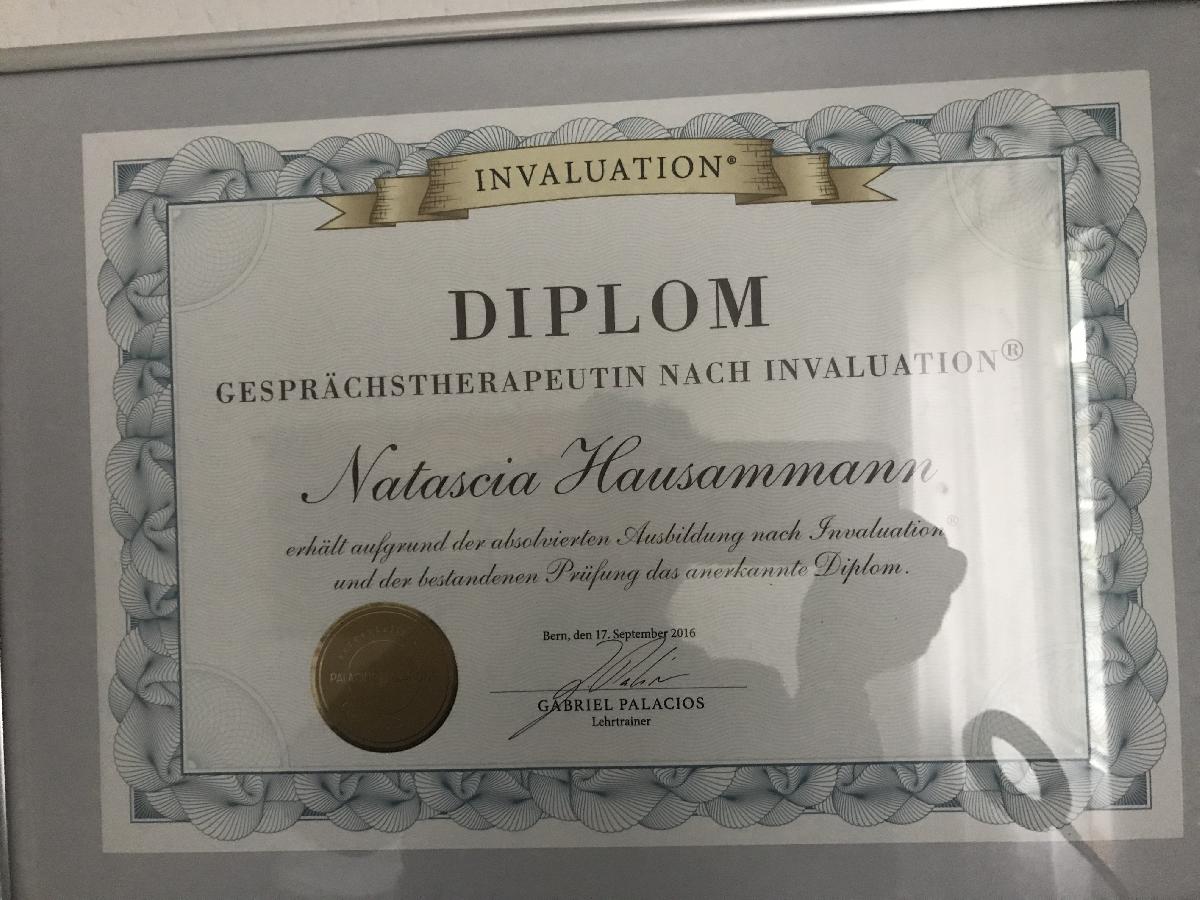 INVALUATION®
DIPLOM
GESPRÄCHSTHERAPEUTIN NACH INVALUATION®
Natascia Hausammann
erhält aufgrund der absolvierten Ausbildung nach Invaluation®
und der bestandenen Prüfung das anerkannte Diplom.
Bern, den 17. September 2016
GABRIEL PALACIOS
Lehrtrainer